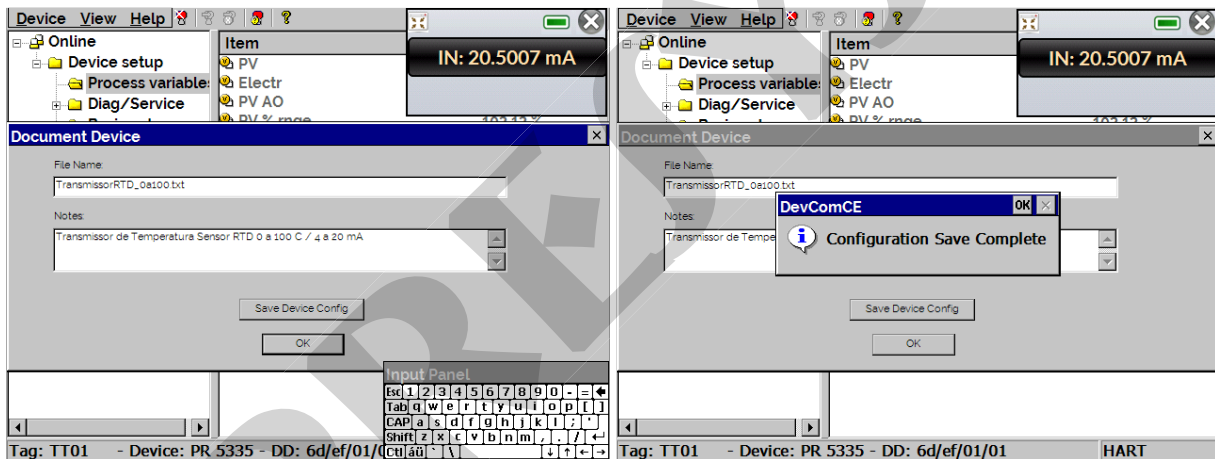 Device View Help
IN: 20.5007 mA
Online
Item
Device setup
PV
Process variable
Electr
Diag/Service
PV AO
PV % rnge
Document Device
File Name:
TransmissorRTD_0a100.txt
Notes:
Transmissor de Temperatura Sensor RTD 0 a 100 C / 4 a 20 mA
Save Device Config
OK
Input Panel
Esc 1 2 3 4 5 6 7 8 9 0 - =
Tab q w e r t y u i o p [ ]
CAP a s d f g h j k l ; '
Shift z x c v b n m , . /
Ctl áü ` \
Tag: TT01 - Device: PR 5335 - DD: 6d/ef/01/0
Device View Help
IN: 20.5007 mA
Online
Item
Device setup
PV
Process variable
Electr
Diag/Service
PV AO
PV % rnge
Document Device
File Name:
TransmissorRTD_0a100.txt
Notes:
Transmissor de Tempe
DevComCE OK
Configuration Save Complete
Save Device Config
OK
Tag: TT01 - Device: PR 5335 - DD: 6d/ef/01/01 HART